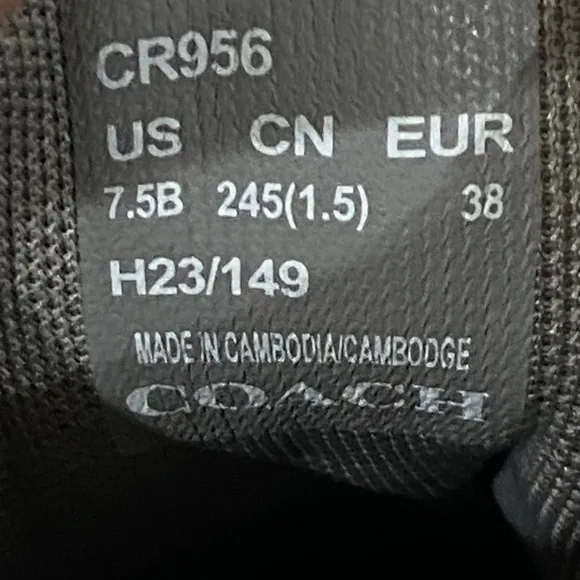 CR956
US CN EUR
7.5B 245(1.5) 38
H23/149
MADE IN CAMBODIA/CAMBODGE
COACH